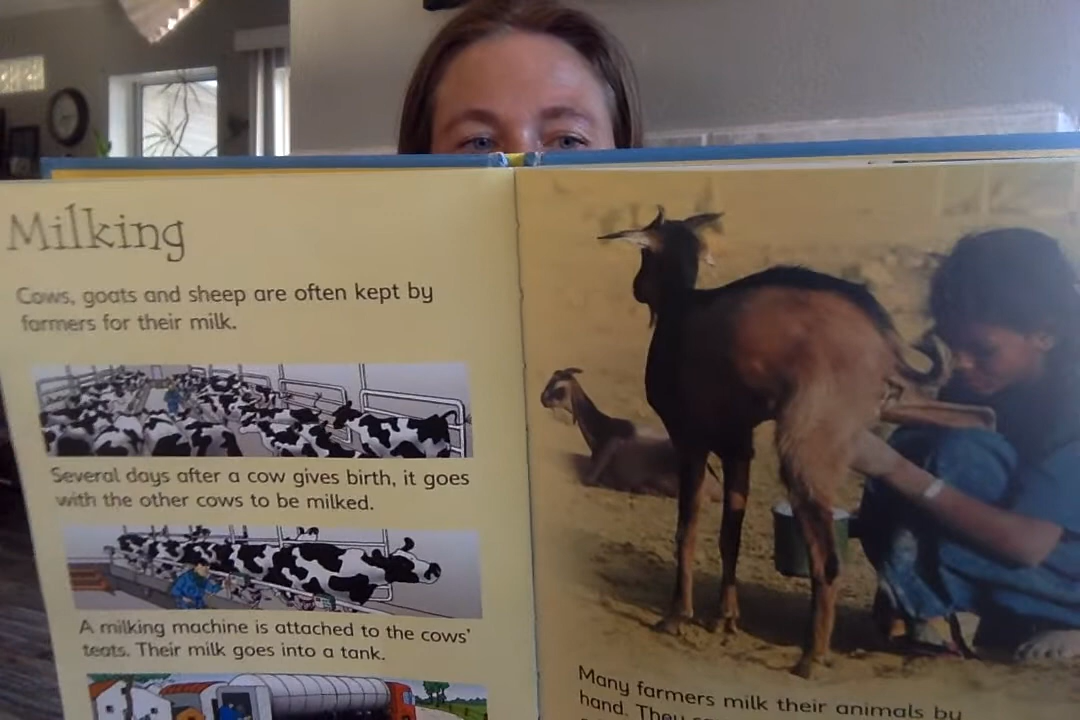 Milking
Cows, goats and sheep are often kept by
farmers for their milk.
Several days after a cow gives birth, it goes
with the other cows to be milked.
A milking machine is attached to the cows'
teats. Their milk goes into a tank.
Many farmers milk their animals by
hand. They